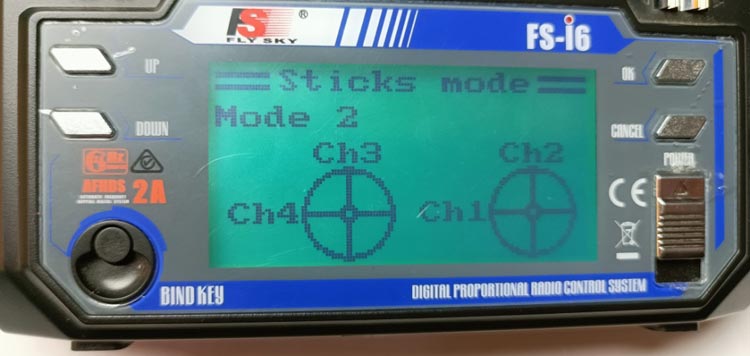 FS®
FLY SKY
FS-i6
UP
DOWN
OK
CANCEL
POWER
Sticks mode
Mode 2
Ch3
Ch2
Ch4
Ch1
AFHDS
2A
CE
BIND KEY
DIGITAL PROPORTIONAL RADIO CONTROL SYSTEM